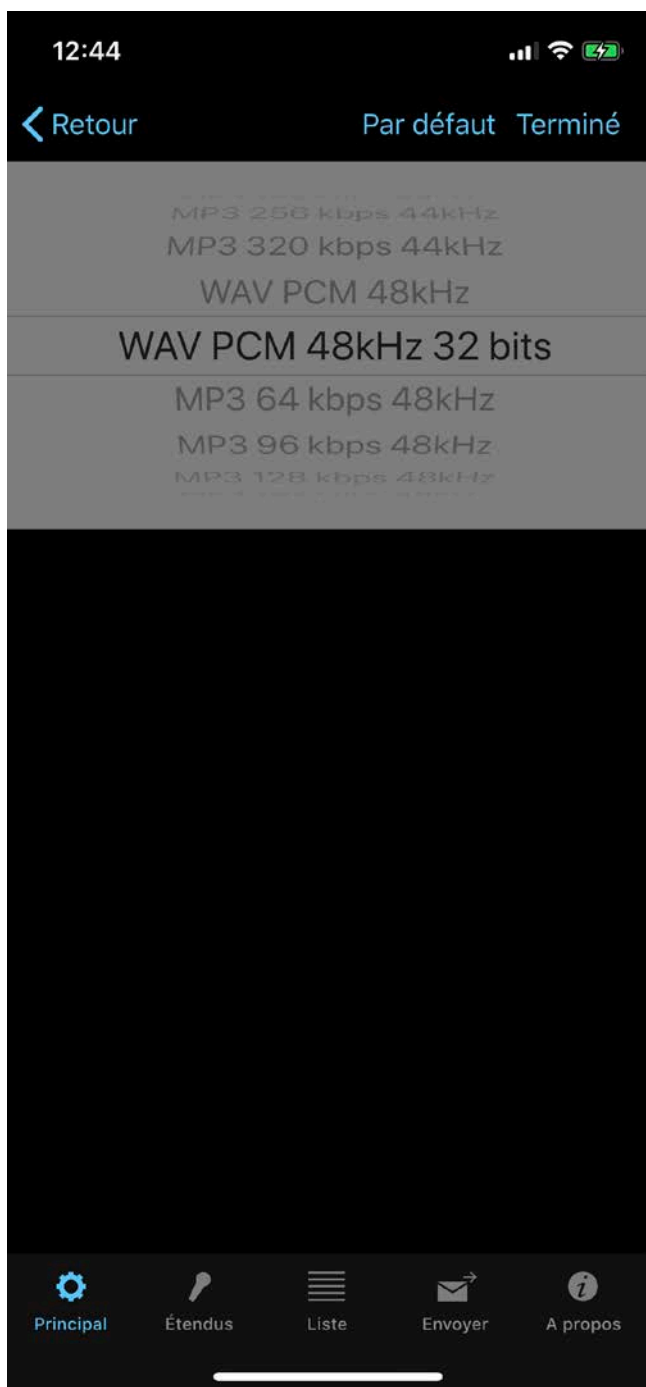 12:44
Retour Par défaut Terminé
MP3 256 kbps 44kHz
MP3 320 kbps 44kHz
WAV PCM 48kHz
WAV PCM 48kHz 32 bits
MP3 64 kbps 48kHz
MP3 96 kbps 48kHz
MP3 128 kbps 48kHz
Principal Étendus Liste Envoyer A propos